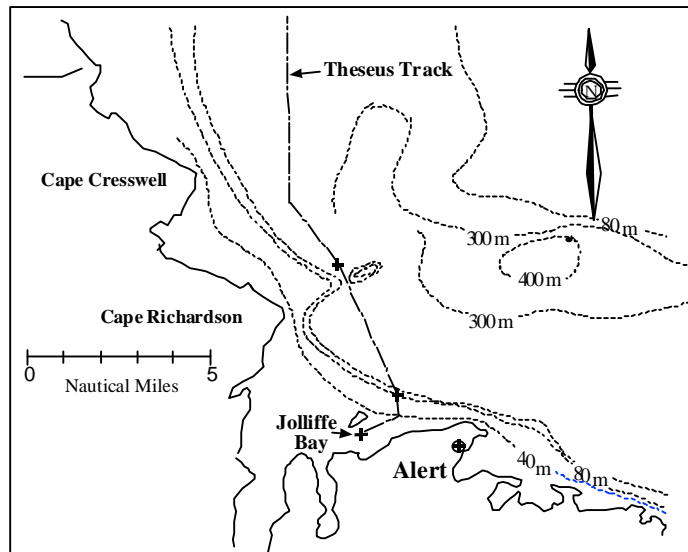 Theseus Track
N
Cape Cresswell
80 m
300 m
400 m
Cape Richardson
300 m
0 5
Nautical Miles
Jolliffe
Bay
40 m
80 m
Alert